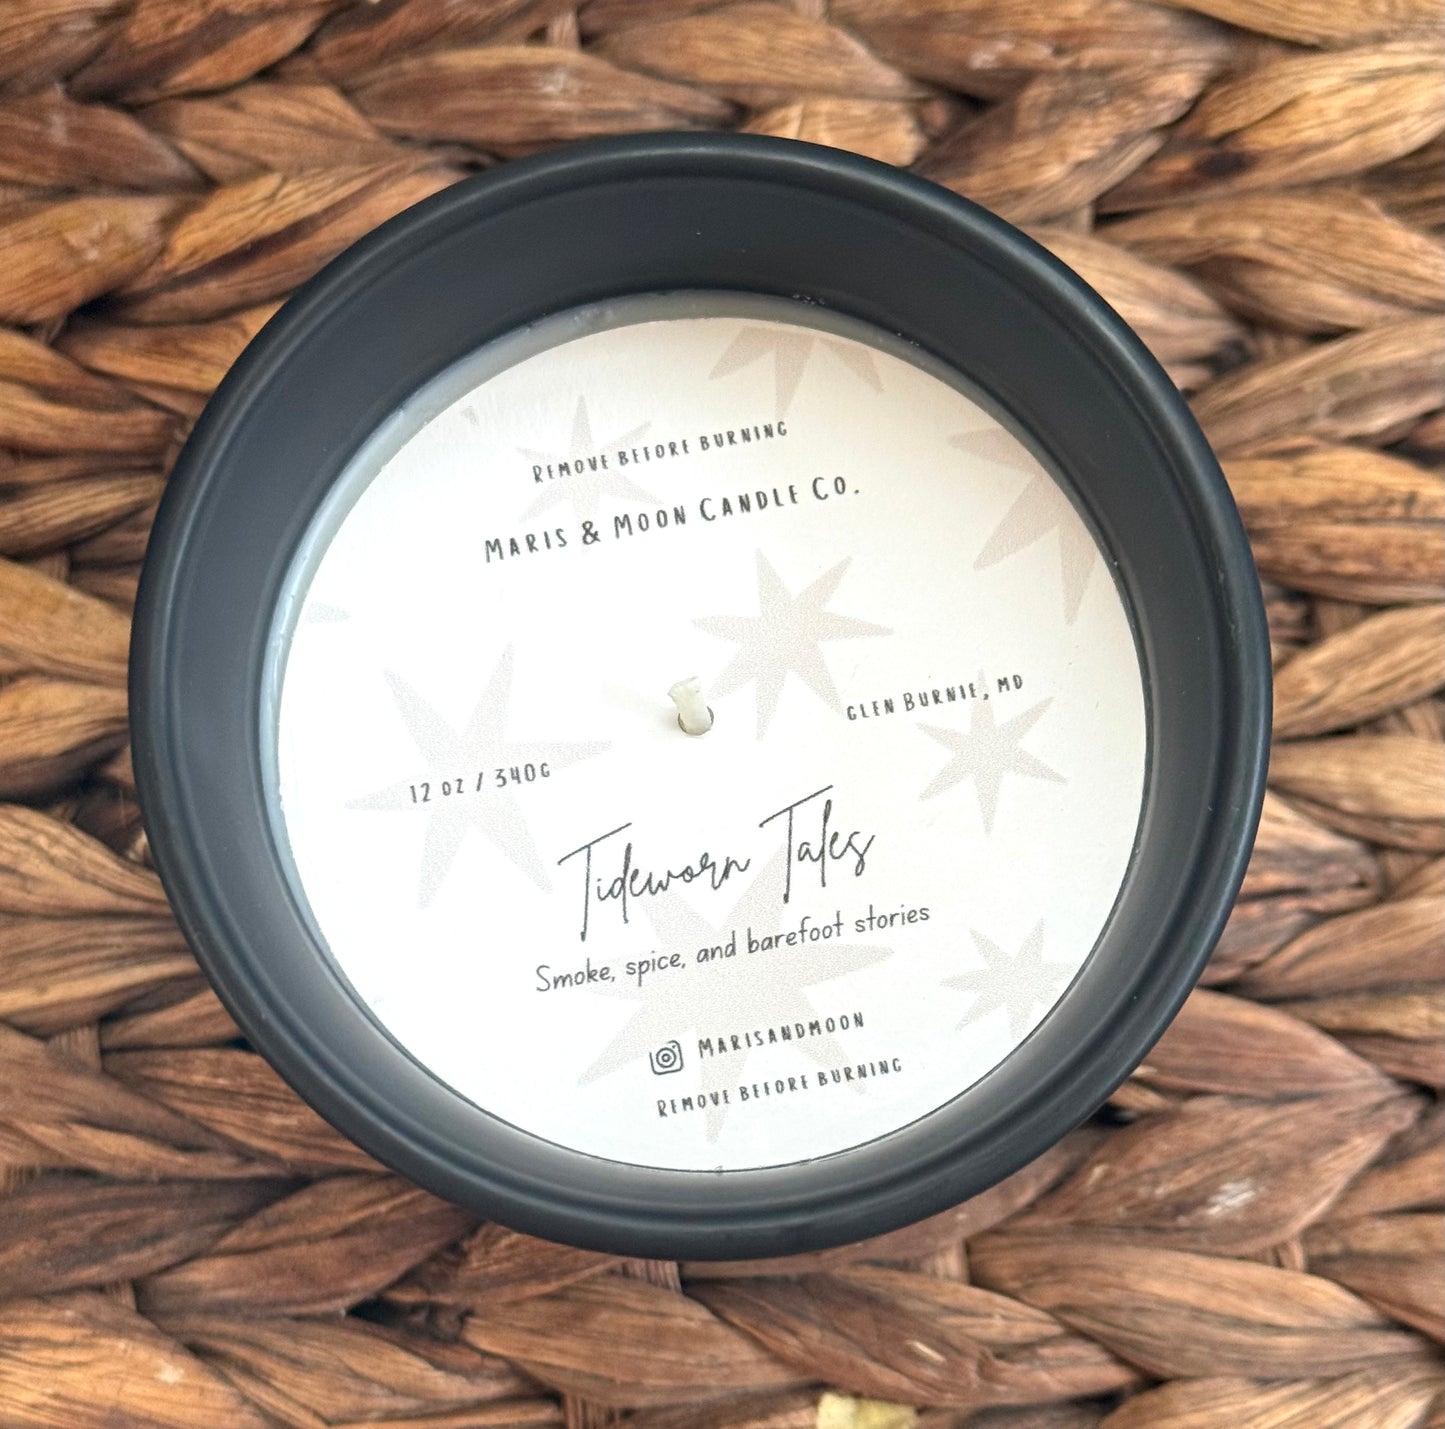 Remove before burning
Maris & Moon Candle Co.
Glen Burnie, MD
12 oz / 340g
Tideworn Tales
Smoke, spice, and barefoot stories
Marisandmoon
Remove before burning